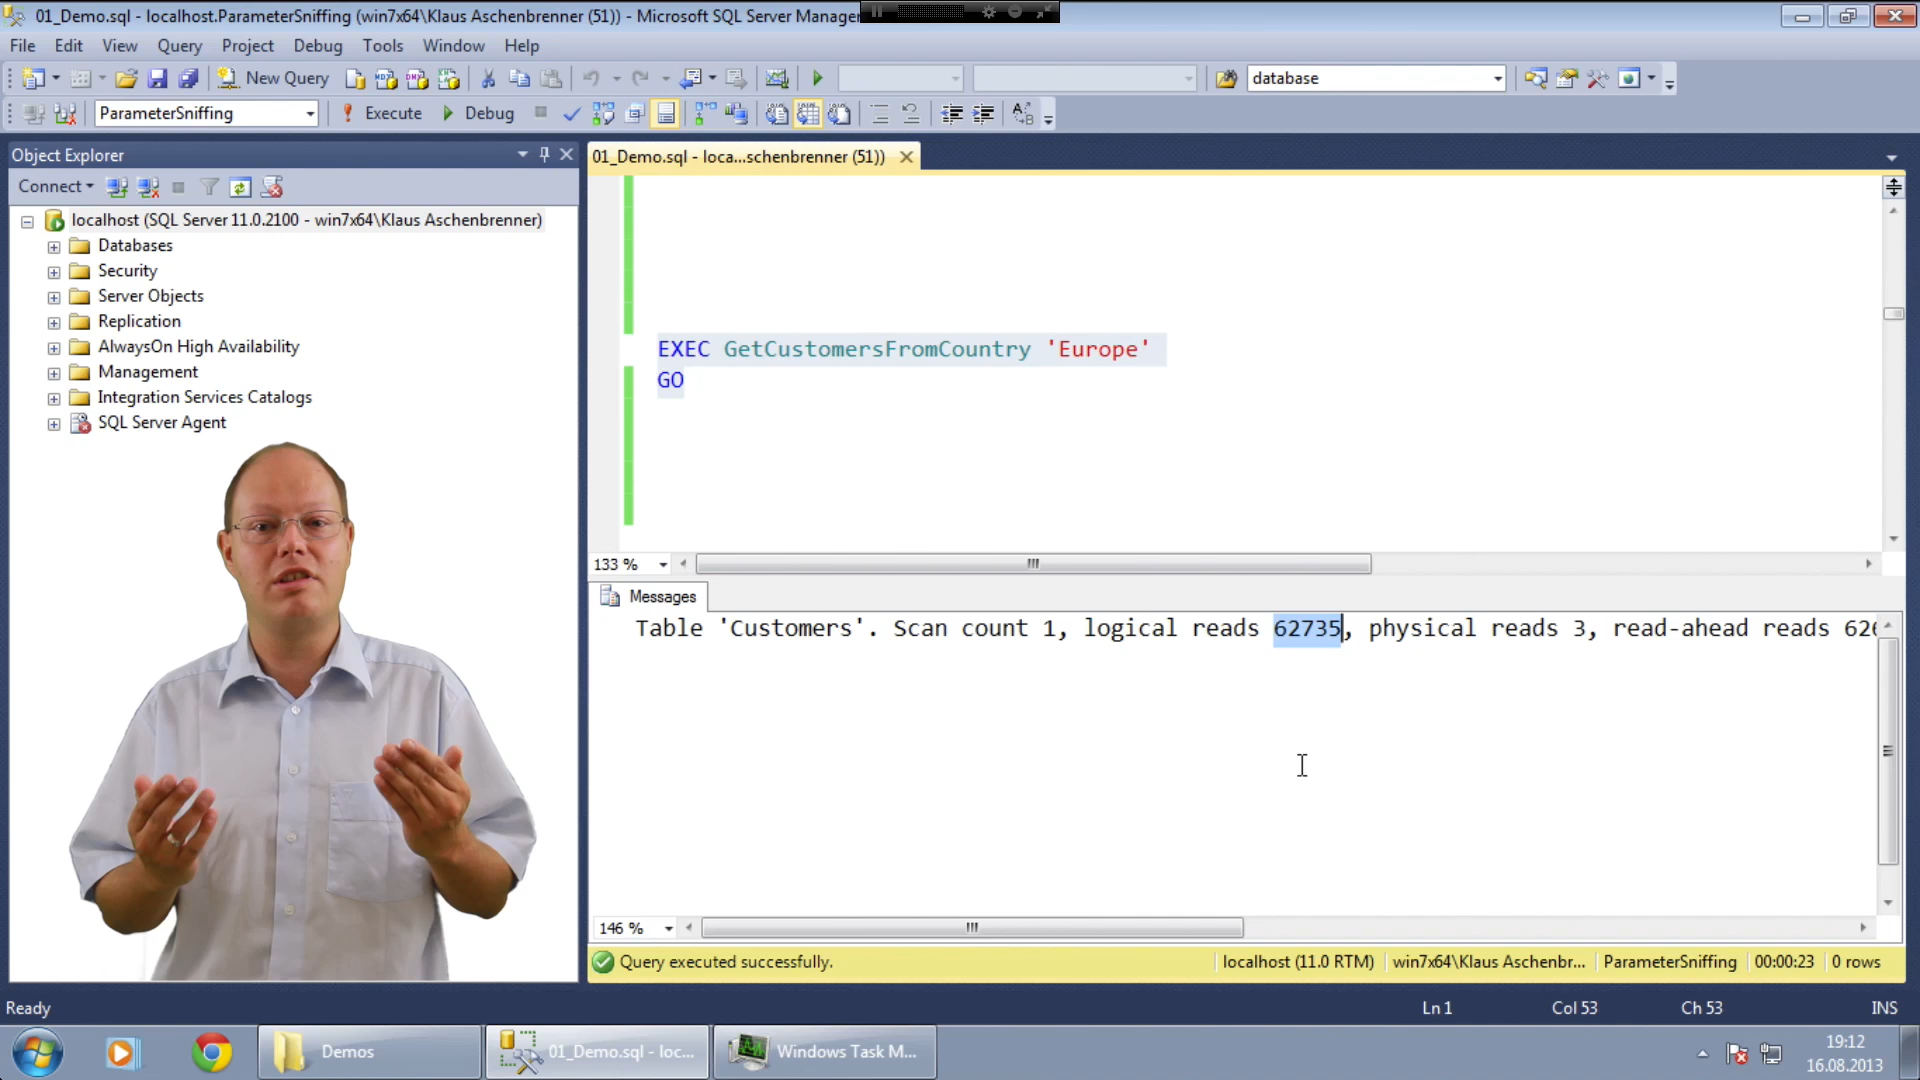 01_Demo.sql - localhost.ParameterSniffing (win7x64\Klaus Aschenbrenner (51)) - Microsoft SQL Server Manager
File Edit View Query Project Debug Tools Window Help
New Query database
ParameterSniffing Execute Debug
Object Explorer
Connect
localhost (SQL Server 11.0.2100 - win7x64\Klaus Aschenbrenner)
Databases
Security
Server Objects
Replication
AlwaysOn High Availability
Management
Integration Services Catalogs
SQL Server Agent
01_Demo.sql - loca...schenbrenner (51))
EXEC GetCustomersFromCountry 'Europe'
GO
133 %
Messages
Table 'Customers'. Scan count 1, logical reads 62735, physical reads 3, read-ahead reads 626
146 %
Query executed successfully. localhost (11.0 RTM) win7x64\Klaus Aschenbr... ParameterSniffing 00:00:23 0 rows
Ready Ln 1 Col 53 Ch 53 INS
Demos 01_Demo.sql - loc... Windows Task M... 19:12
16.08.2013